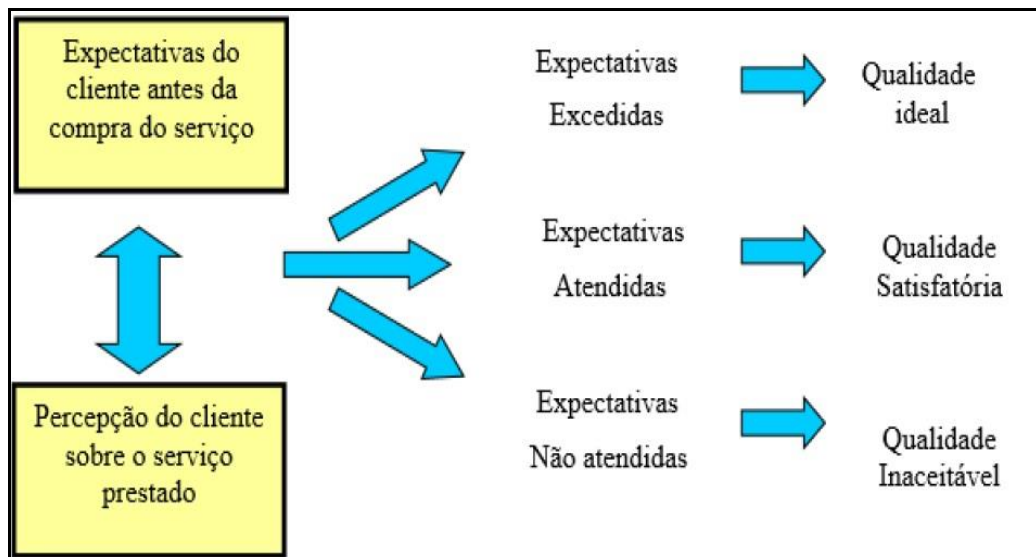 Expectativas do
cliente antes da
compra do serviço
Percepção do cliente
sobre o serviço
prestado
Expectativas
Excedidas
Qualidade
ideal
Expectativas
Atendidas
Qualidade
Satisfatória
Expectativas
Não atendidas
Qualidade
Inaceitável